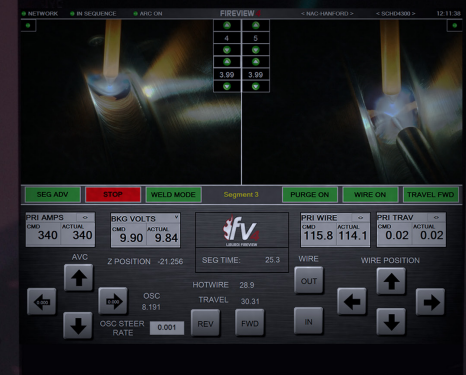 NETWORK IN SEQUENCE ARC ON FIREVIEW < NAC-HANFORD > < SCHD4300 > 12:11:38
4 5
3.99 3.99
SEG ADV STOP WELD MODE Segment 3 PURGE ON WIRE ON TRAVEL FWD
PRI AMPS <> BKG VOLTS v PRI WIRE <> PRI TRAV <>
CMD ACTUAL CMD ACTUAL CMD ACTUAL CMD ACTUAL
340 340 9.90 9.84 115.8 114.1 0.02 0.02
fv
LIBURDI FIREVIEW
AVC Z POSITION -21.256 SEG TIME: 25.3 WIRE WIRE POSITION
OUT
HOTWIRE 28.9
OSC
8.191
TRAVEL 30.31
OSC STEER
RATE 0.001 REV FWD IN